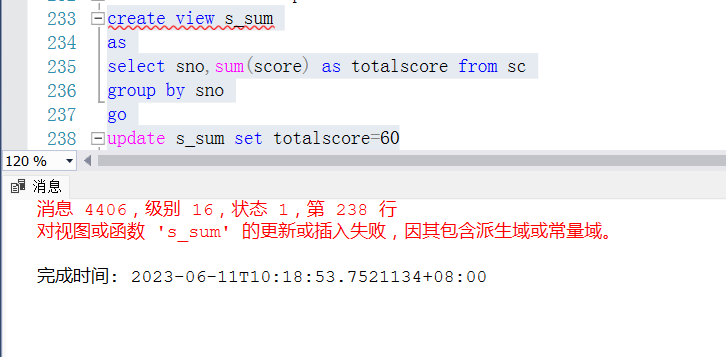 233 create view s_sum
234 as
235 select sno,sum(score) as totalscore from sc
236 group by sno
237 go
238 update s_sum set totalscore=60
120 %
消息
消息 4406，级别 16，状态 1，第 238 行
对视图或函数 's_sum' 的更新或插入失败，因其包含派生域或常量域。
完成时间: 2023-06-11T10:18:53.7521134+08:00